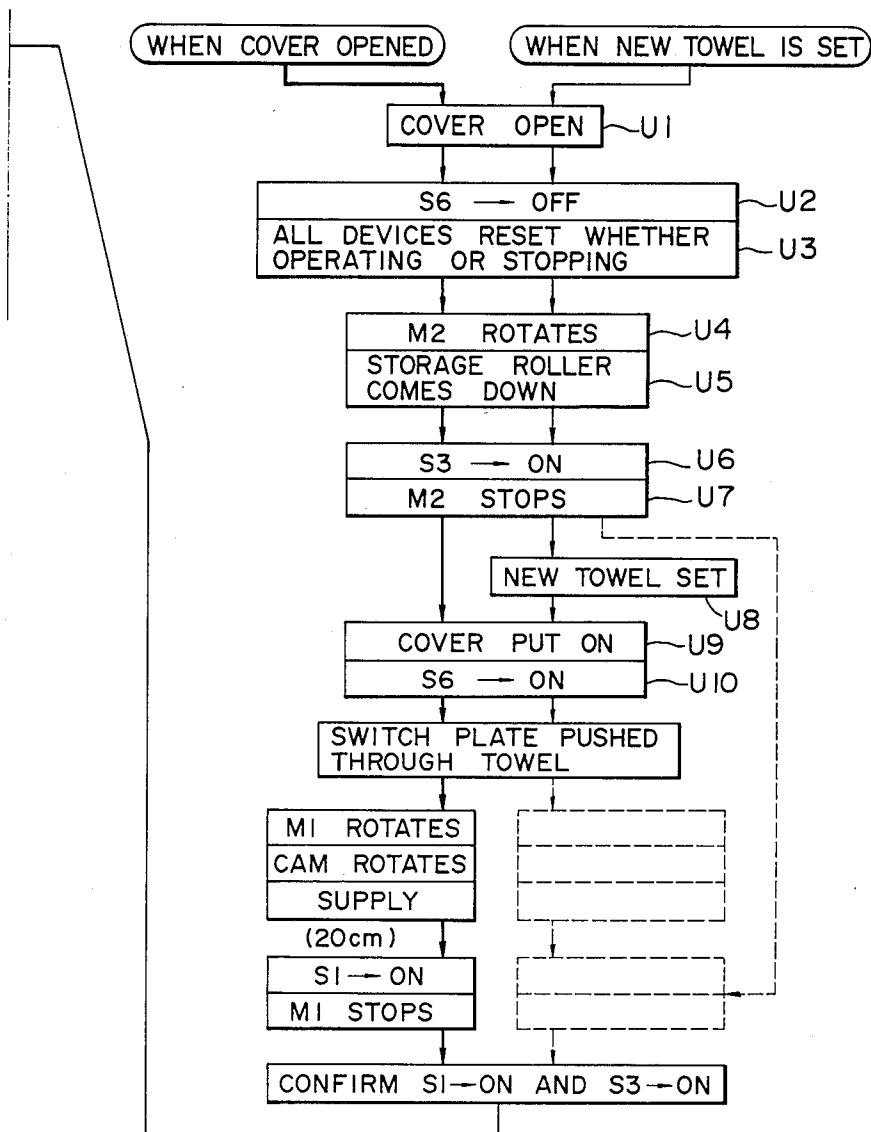 WHEN COVER OPENED
WHEN NEW TOWEL IS SET
COVER OPEN
U1
S6 → OFF
U2
ALL DEVICES RESET WHETHER
OPERATING OR STOPPING
U3
M2 ROTATES
U4
STORAGE ROLLER
COMES DOWN
U5
S3 → ON
U6
M2 STOPS
U7
NEW TOWEL SET
U8
COVER PUT ON
U9
S6 → ON
U10
SWITCH PLATE PUSHED
THROUGH TOWEL
M1 ROTATES
CAM ROTATES
SUPPLY
(20cm)
S1 → ON
M1 STOPS
CONFIRM S1→ON AND S3→ON